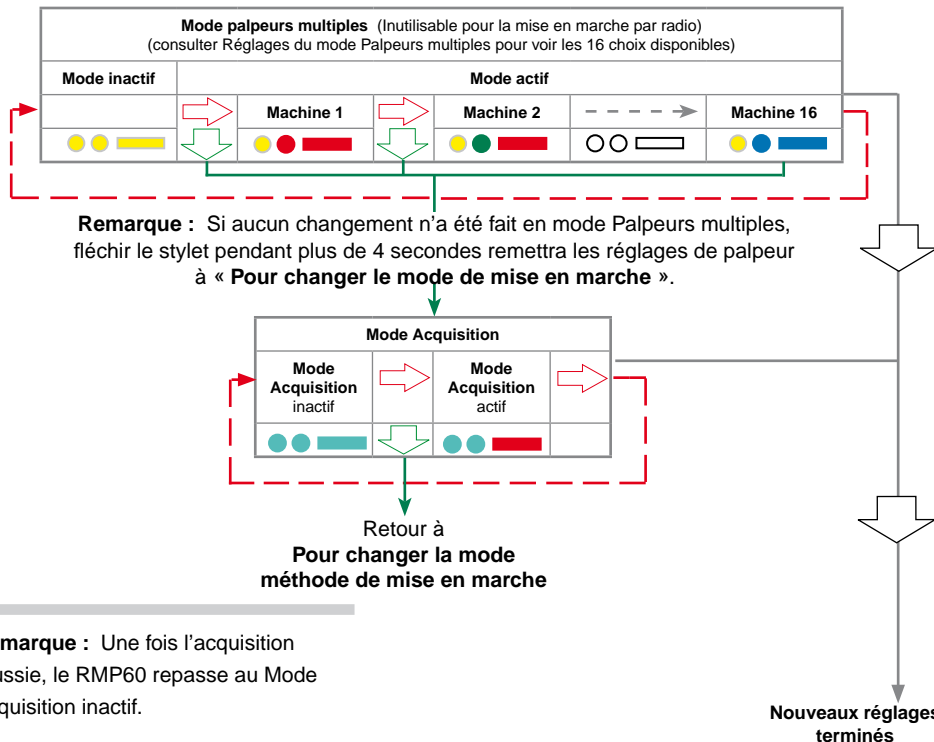 Mode palpeurs multiples (Inutilisable pour la mise en marche par radio)
(consulter Réglages du mode Palpeurs multiples pour voir les 16 choix disponibles)
Mode inactif
Mode actif
Machine 1
Machine 2
Machine 16
Remarque : Si aucun changement n'a été fait en mode Palpeurs multiples,
fléchir le stylet pendant plus de 4 secondes remettra les réglages de palpeur
à « Pour changer le mode de mise en marche ».
Mode Acquisition
Mode
Acquisition
inactif
Mode
Acquisition
actif
Retour à
Pour changer la mode
méthode de mise en marche
marque : Une fois l'acquisition
ussie, le RMP60 repasse au Mode
quisition inactif.
Nouveaux réglages
terminés